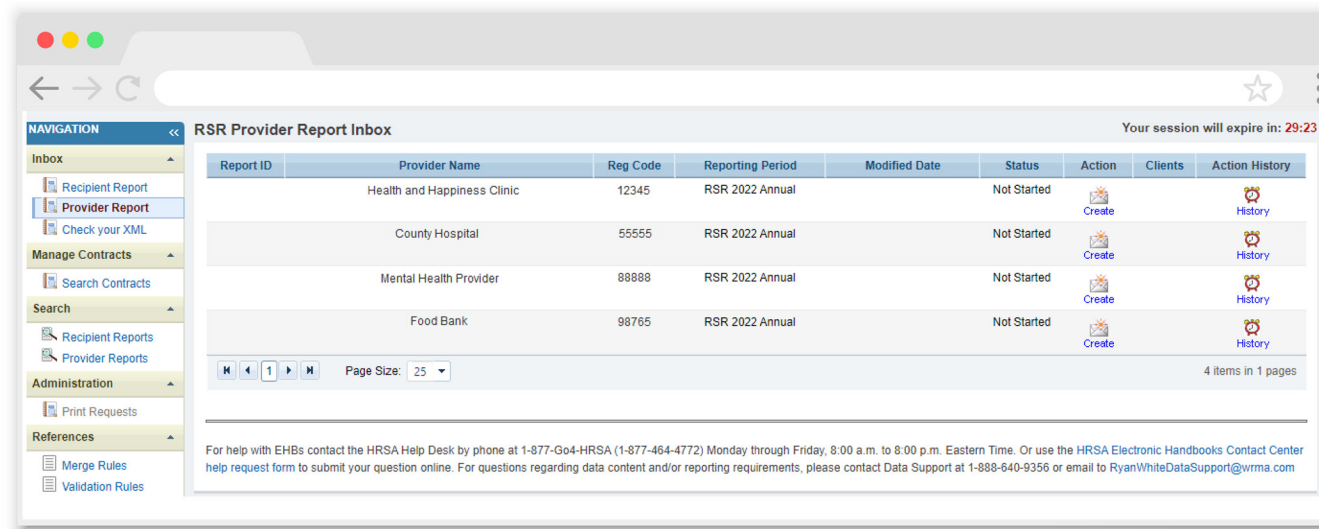 NAVIGATION «
Inbox
Recipient Report
Provider Report
Check your XML
Manage Contracts
Search Contracts
Search
Recipient Reports
Provider Reports
Administration
Print Requests
References
Merge Rules
Validation Rules
RSR Provider Report Inbox Your session will expire in: 29:23
Report ID Provider Name Reg Code Reporting Period Modified Date Status Action Clients Action History
Health and Happiness Clinic 12345 RSR 2022 Annual Not Started Create History
County Hospital 55555 RSR 2022 Annual Not Started Create History
Mental Health Provider 88888 RSR 2022 Annual Not Started Create History
Food Bank 98765 RSR 2022 Annual Not Started Create History
1 Page Size: 25 4 items in 1 pages
For help with EHBs contact the HRSA Help Desk by phone at 1-877-Go4-HRSA (1-877-464-4772) Monday through Friday, 8:00 a.m. to 8:00 p.m. Eastern Time. Or use the HRSA Electronic Handbooks Contact Center
help request form to submit your question online. For questions regarding data content and/or reporting requirements, please contact Data Support at 1-888-640-9356 or email to RyanWhiteDataSupport@wrma.com